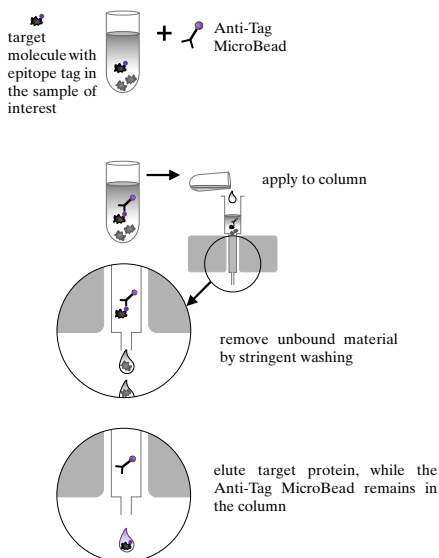 target
molecule with
epitope tag in
the sample of
interest
Anti-Tag
MicroBead
apply to column
remove unbound material
by stringent washing
elute target protein, while the
Anti-Tag MicroBead remains in
the column